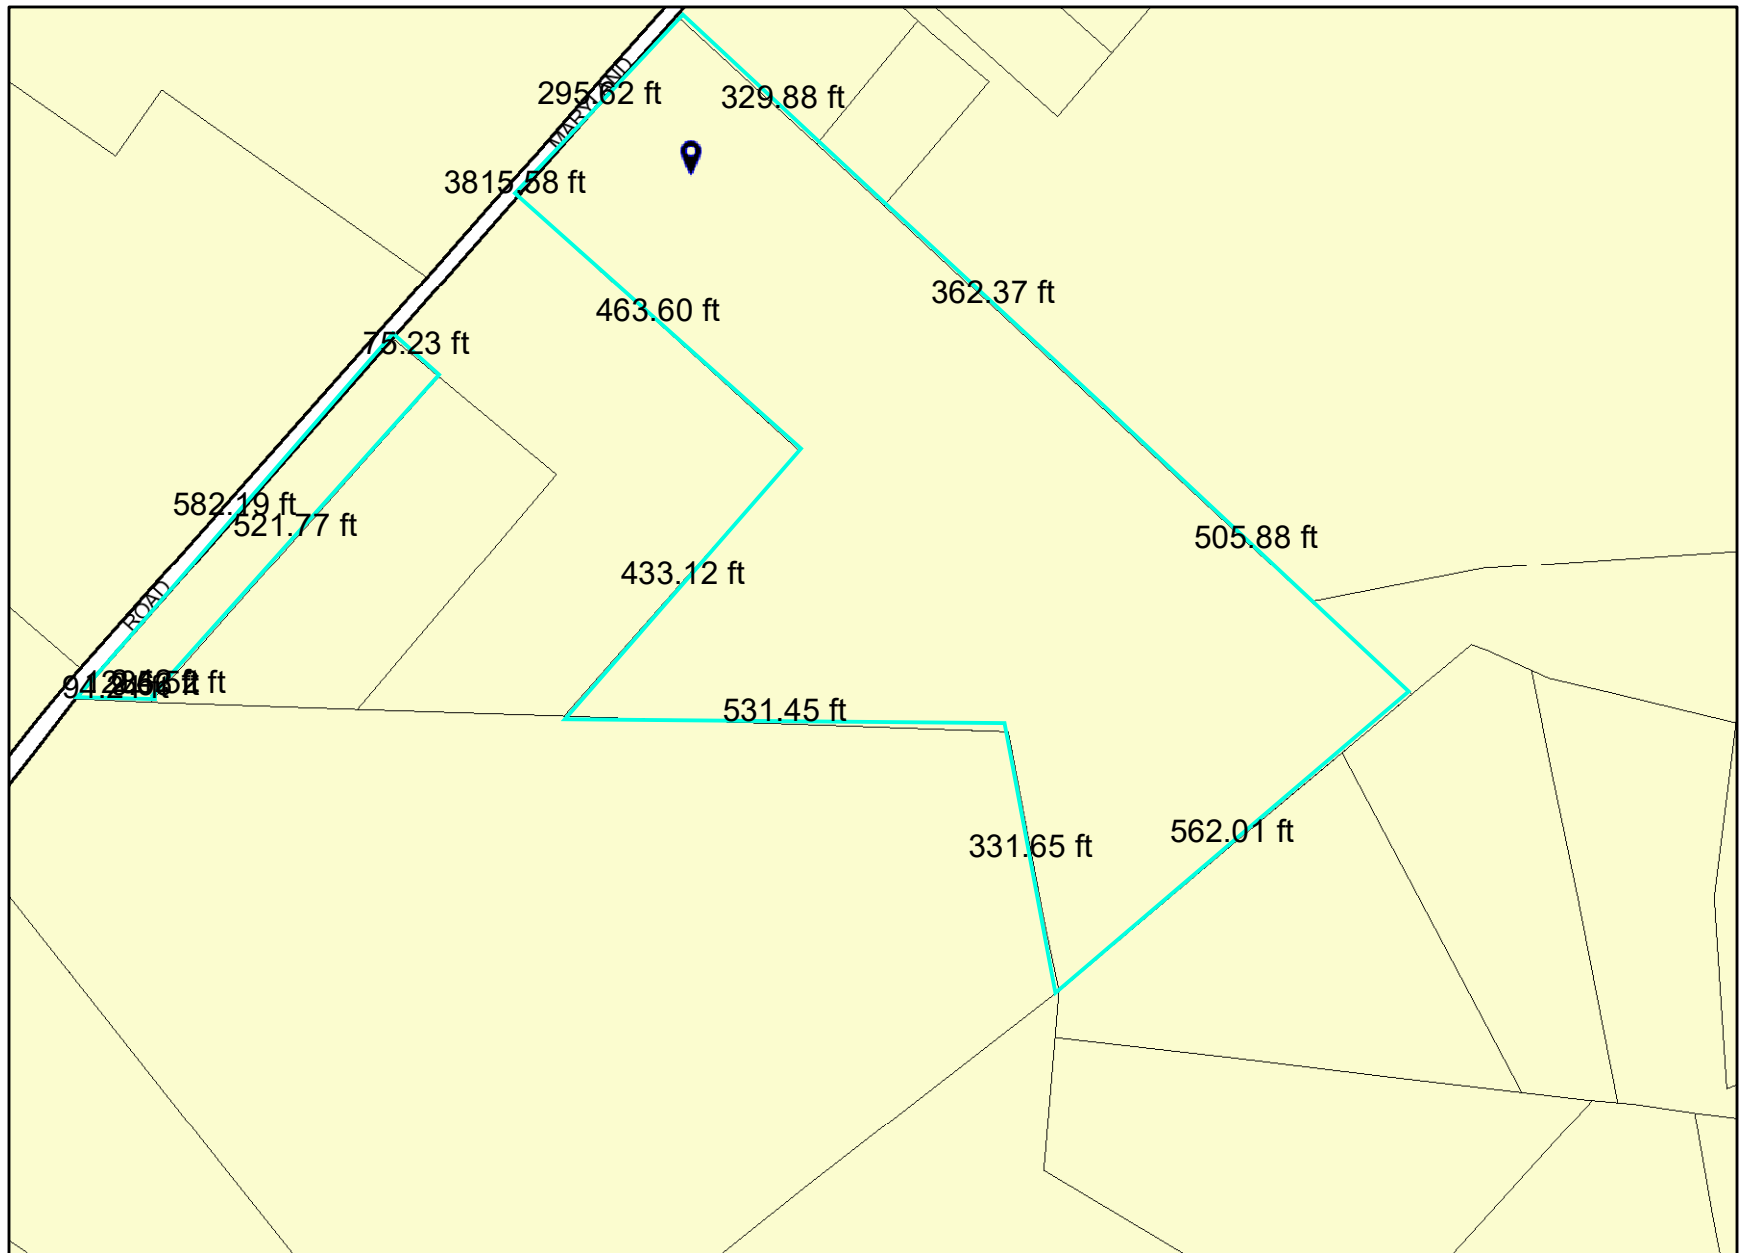 295.62 ft
329.88 ft
MARYLAND
3815.58 ft
362.37 ft
463.60 ft
75.23 ft
582.19 ft
521.77 ft
505.88 ft
433.12 ft
ROAD
531.45 ft
562.01 ft
331.65 ft